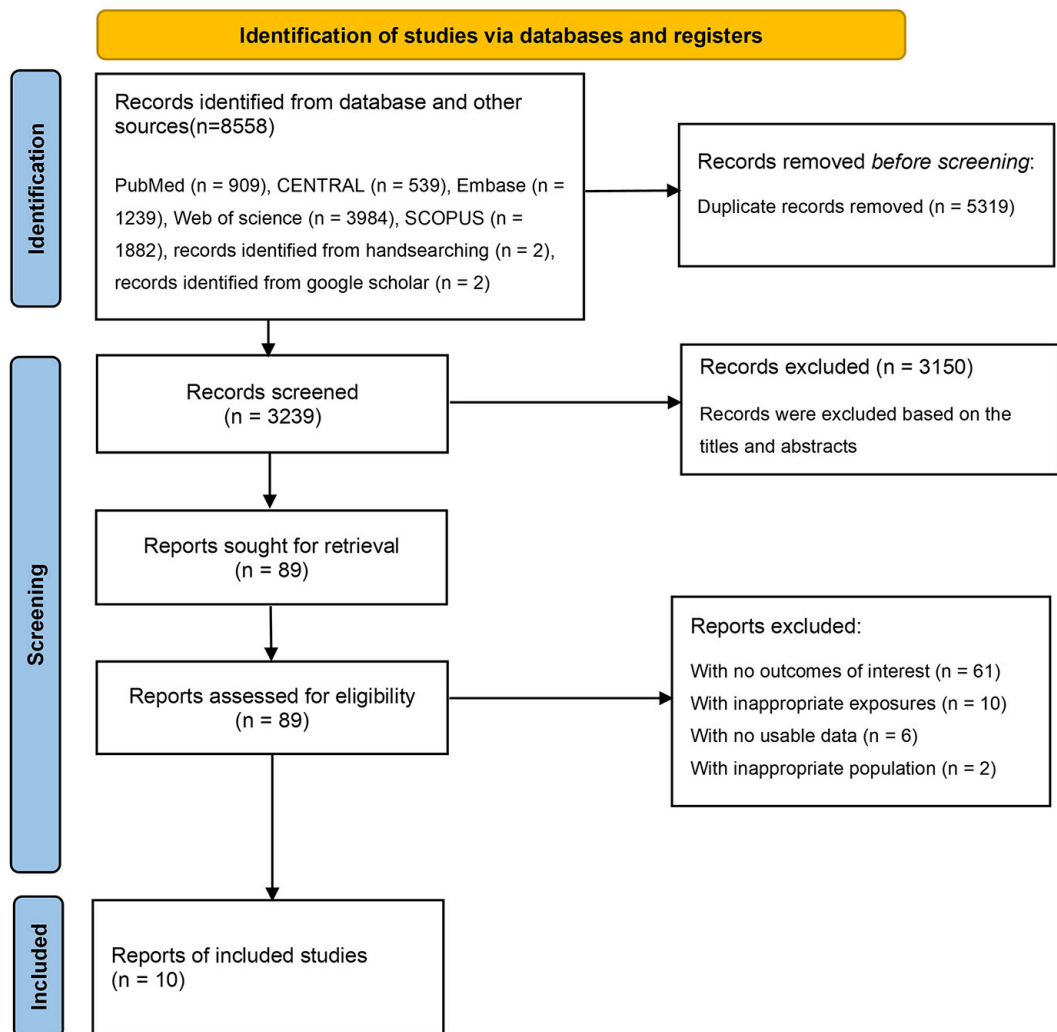 Identification of studies via databases and registers
Identification
Records identified from database and other
sources(n=8558)
PubMed (n = 909), CENTRAL (n = 539), Embase (n =
1239), Web of science (n = 3984), SCOPUS (n =
1882), records identified from handsearching (n = 2),
records identified from google scholar (n = 2)
Records removed before screening:
Duplicate records removed (n = 5319)
Screening
Records screened
(n = 3239)
Records excluded (n = 3150)
Records were excluded based on the
titles and abstracts
Reports sought for retrieval
(n = 89)
Reports assessed for eligibility
(n = 89)
Reports excluded:
With no outcomes of interest (n = 61)
With inappropriate exposures (n = 10)
With no usable data (n = 6)
With inappropriate population (n = 2)
Included
Reports of included studies
(n = 10)